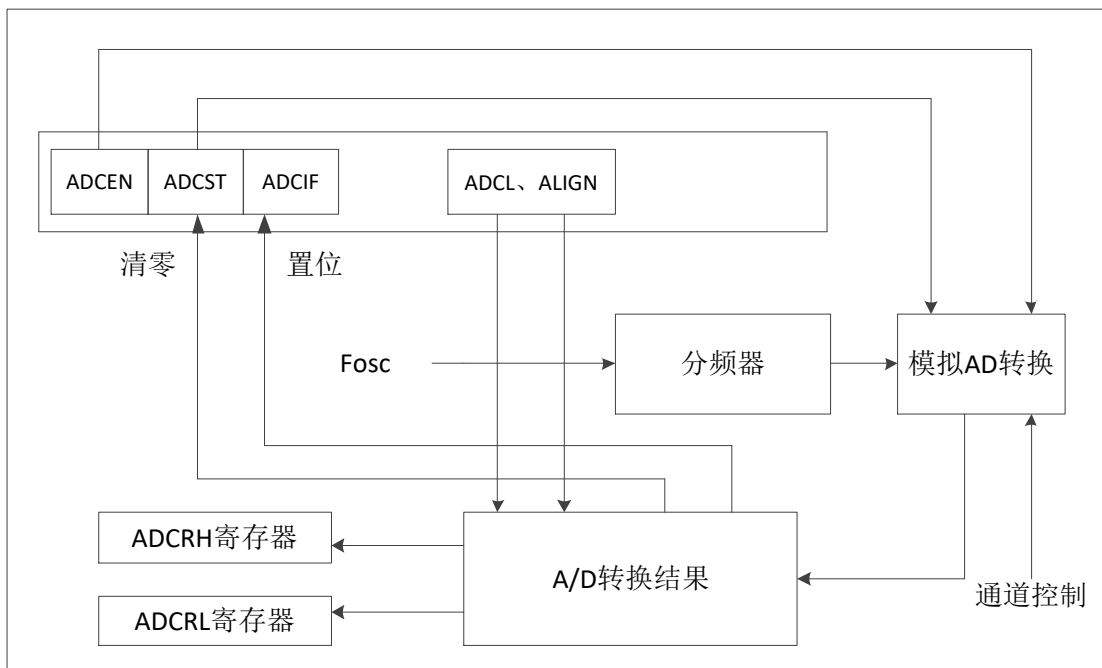 ADCEN
ADCST
ADCIF
ADCL、ALIGN
清零
置位
Fosc
分频器
模拟AD转换
ADCRH寄存器
A/D转换结果
ADCRL寄存器
通道控制